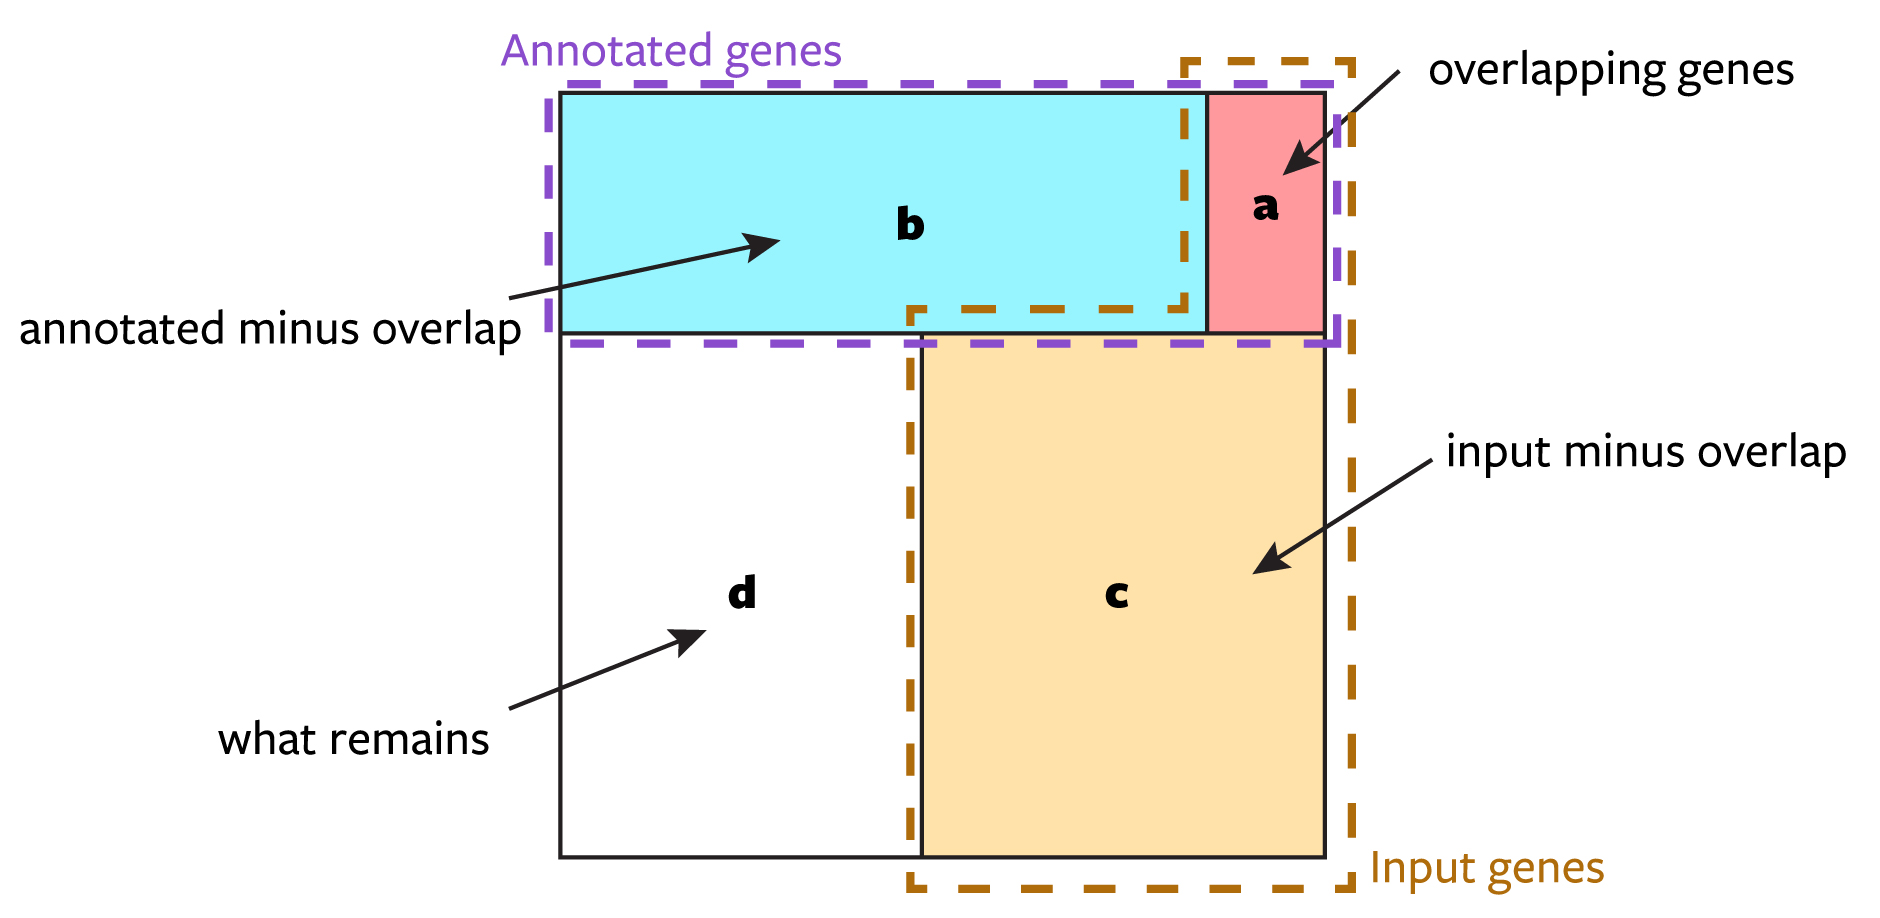 Annotated genes
overlapping genes
a
b
annotated minus overlap
input minus overlap
d
c
what remains
Input genes